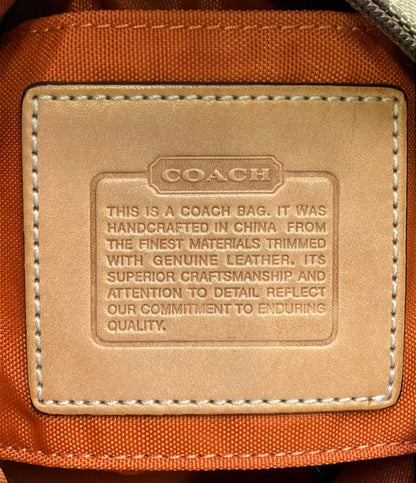 COACH
THIS IS A COACH BAG. IT WAS
HANDCRAFTED IN CHINA FROM
THE FINEST MATERIALS TRIMMED
WITH GENUINE LEATHER. ITS
SUPERIOR CRAFTSMANSHIP AND
ATTENTION TO DETAIL REFLECT
OUR COMMITMENT TO ENDURING
QUALITY.